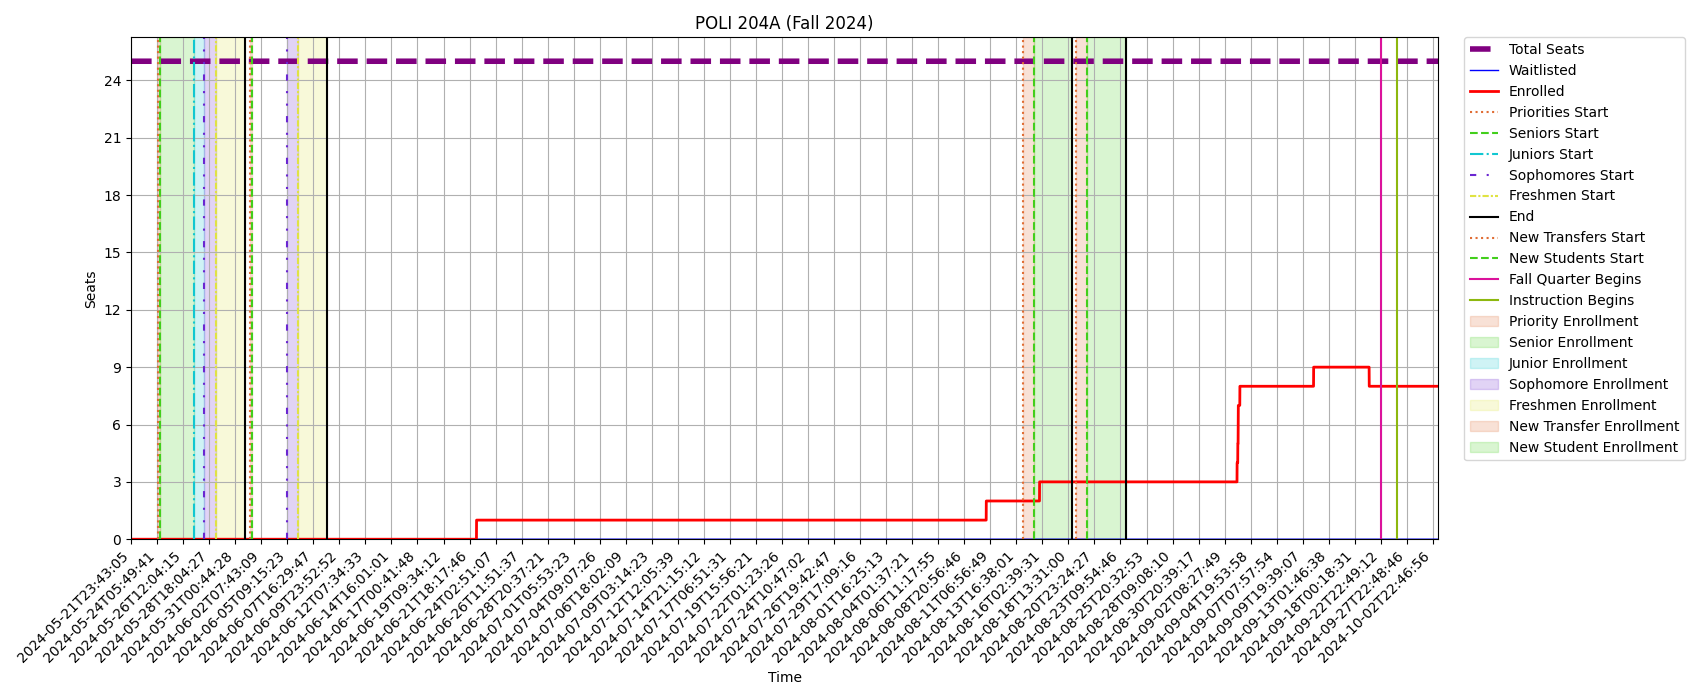 POLI 204A (Fall 2024)
Seats
24
21
18
15
12
9
6
3
0
2024-05-21T23:43:05
2024-05-24T05:49:41
2024-05-26T12:04:15
2024-05-28T18:04:27
2024-05-31T00:44:28
2024-06-02T07:43:09
2024-06-05T09:15:23
2024-06-07T16:29:47
2024-06-09T23:52:52
2024-06-12T07:34:33
2024-06-14T16:01:01
2024-06-17T00:41:48
2024-06-19T09:34:12
2024-06-21T18:17:46
2024-06-24T02:51:07
2024-06-26T11:51:37
2024-06-28T20:37:21
2024-07-01T05:53:23
2024-07-04T09:07:26
2024-07-06T18:02:09
2024-07-09T03:14:23
2024-07-12T12:05:39
2024-07-14T21:15:12
2024-07-17T06:51:31
2024-07-19T15:56:21
2024-07-22T01:23:26
2024-07-24T10:47:02
2024-07-26T19:42:47
2024-07-29T17:09:16
2024-08-01T16:25:13
2024-08-04T01:37:21
2024-08-06T11:17:55
2024-08-08T20:56:46
2024-08-11T06:56:49
2024-08-13T16:38:01
2024-08-16T02:39:31
2024-08-18T13:31:00
2024-08-20T23:24:27
2024-08-23T09:54:46
2024-08-25T20:32:53
2024-08-28T09:08:10
2024-08-30T20:39:17
2024-09-02T08:27:49
2024-09-04T19:53:58
2024-09-07T07:57:54
2024-09-09T19:39:07
2024-09-13T01:46:38
2024-09-18T00:18:31
2024-09-22T22:49:12
2024-09-27T22:48:46
2024-10-02T22:46:56
Time
Total Seats
Waitlisted
Enrolled
Priorities Start
Seniors Start
Juniors Start
Sophomores Start
Freshmen Start
End
New Transfers Start
New Students Start
Fall Quarter Begins
Instruction Begins
Priority Enrollment
Senior Enrollment
Junior Enrollment
Sophomore Enrollment
Freshmen Enrollment
New Transfer Enrollment
New Student Enrollment